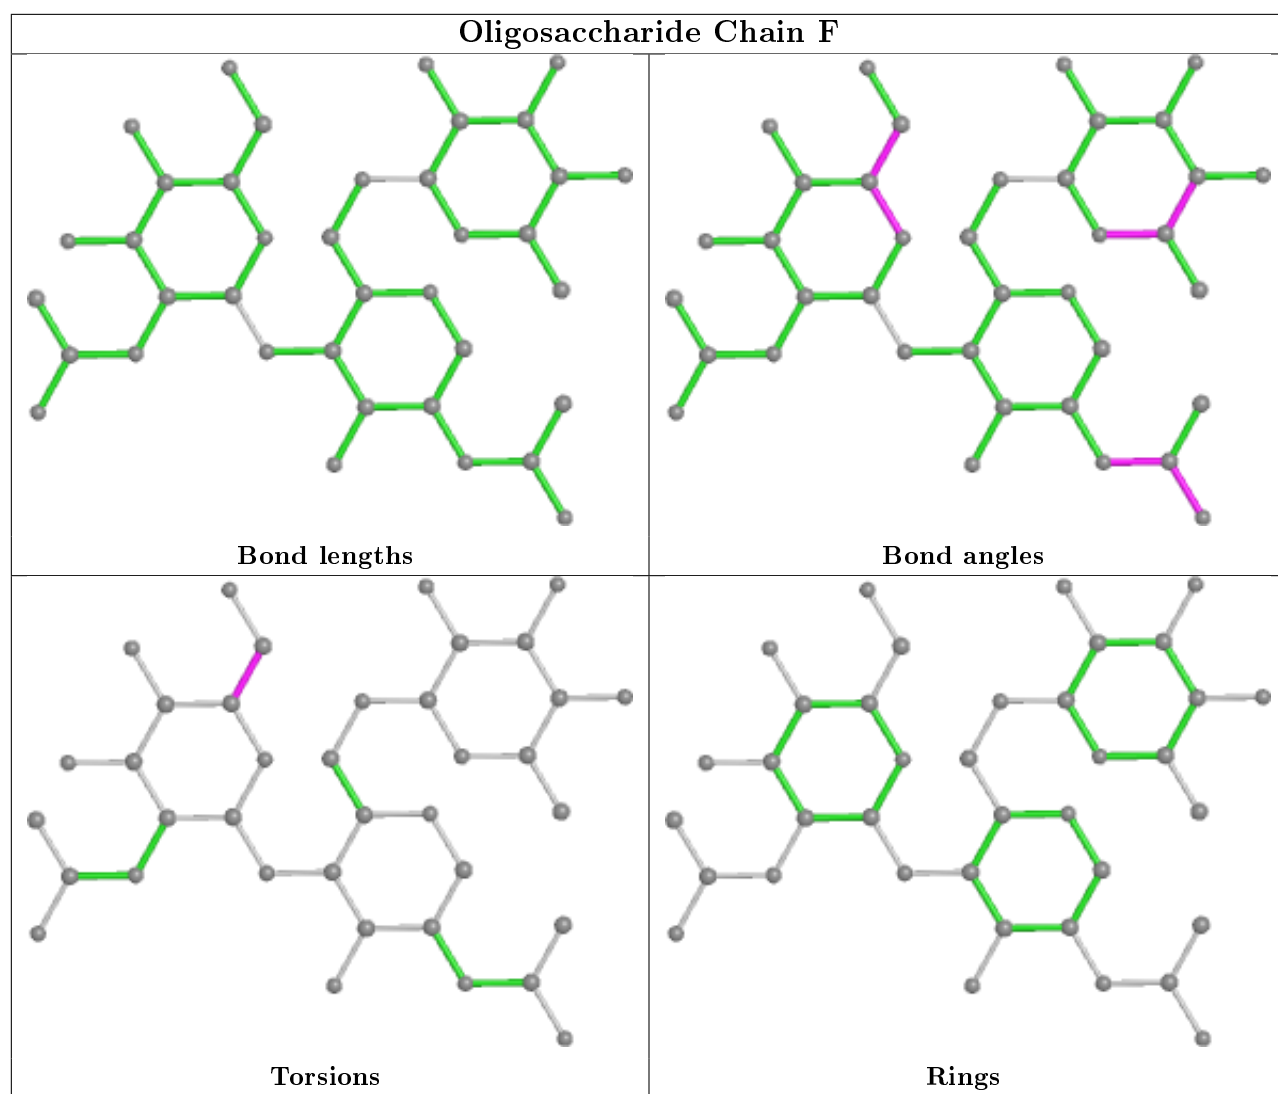 Oligosaccharide Chain F
Bond lengths
Bond angles
Torsions
Rings